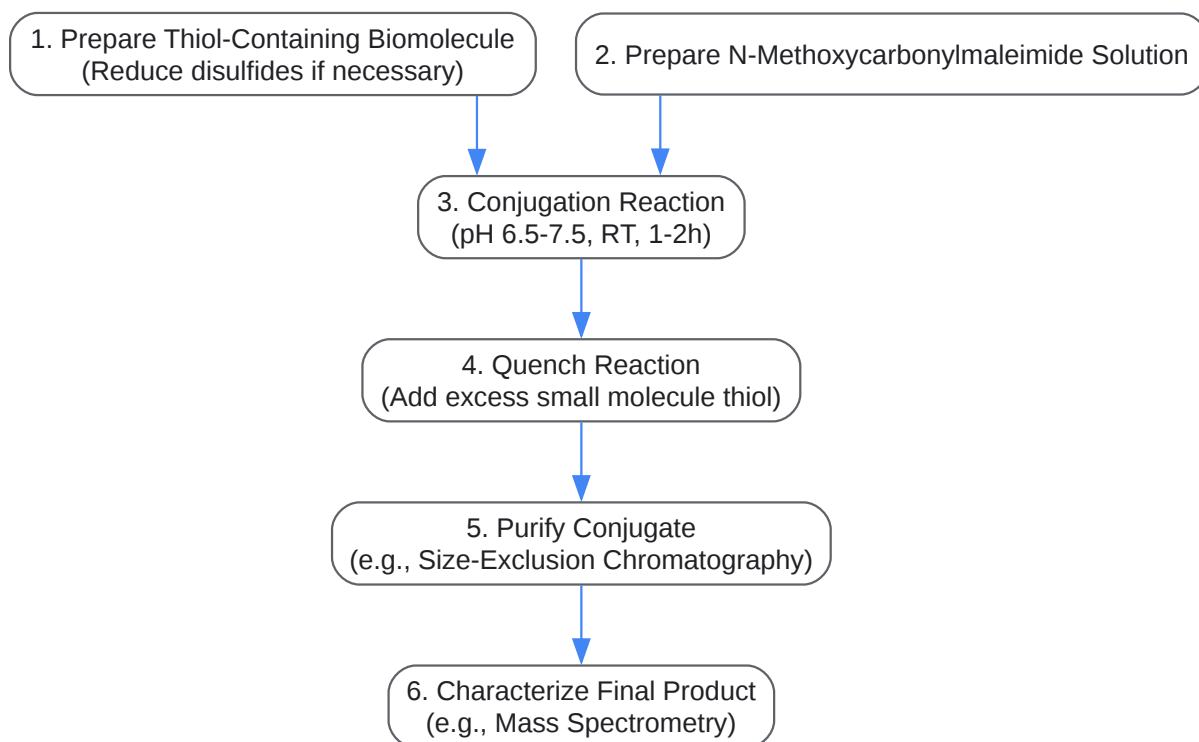 1. Prepare Thiol-Containing Biomolecule
(Reduce disulfides if necessary)
2. Prepare N-Methoxycarbonylmaleimide Solution
3. Conjugation Reaction
(pH 6.5-7.5, RT, 1-2h)
4. Quench Reaction
(Add excess small molecule thiol)
5. Purify Conjugate
(e.g., Size-Exclusion Chromatography)
6. Characterize Final Product
(e.g., Mass Spectrometry)